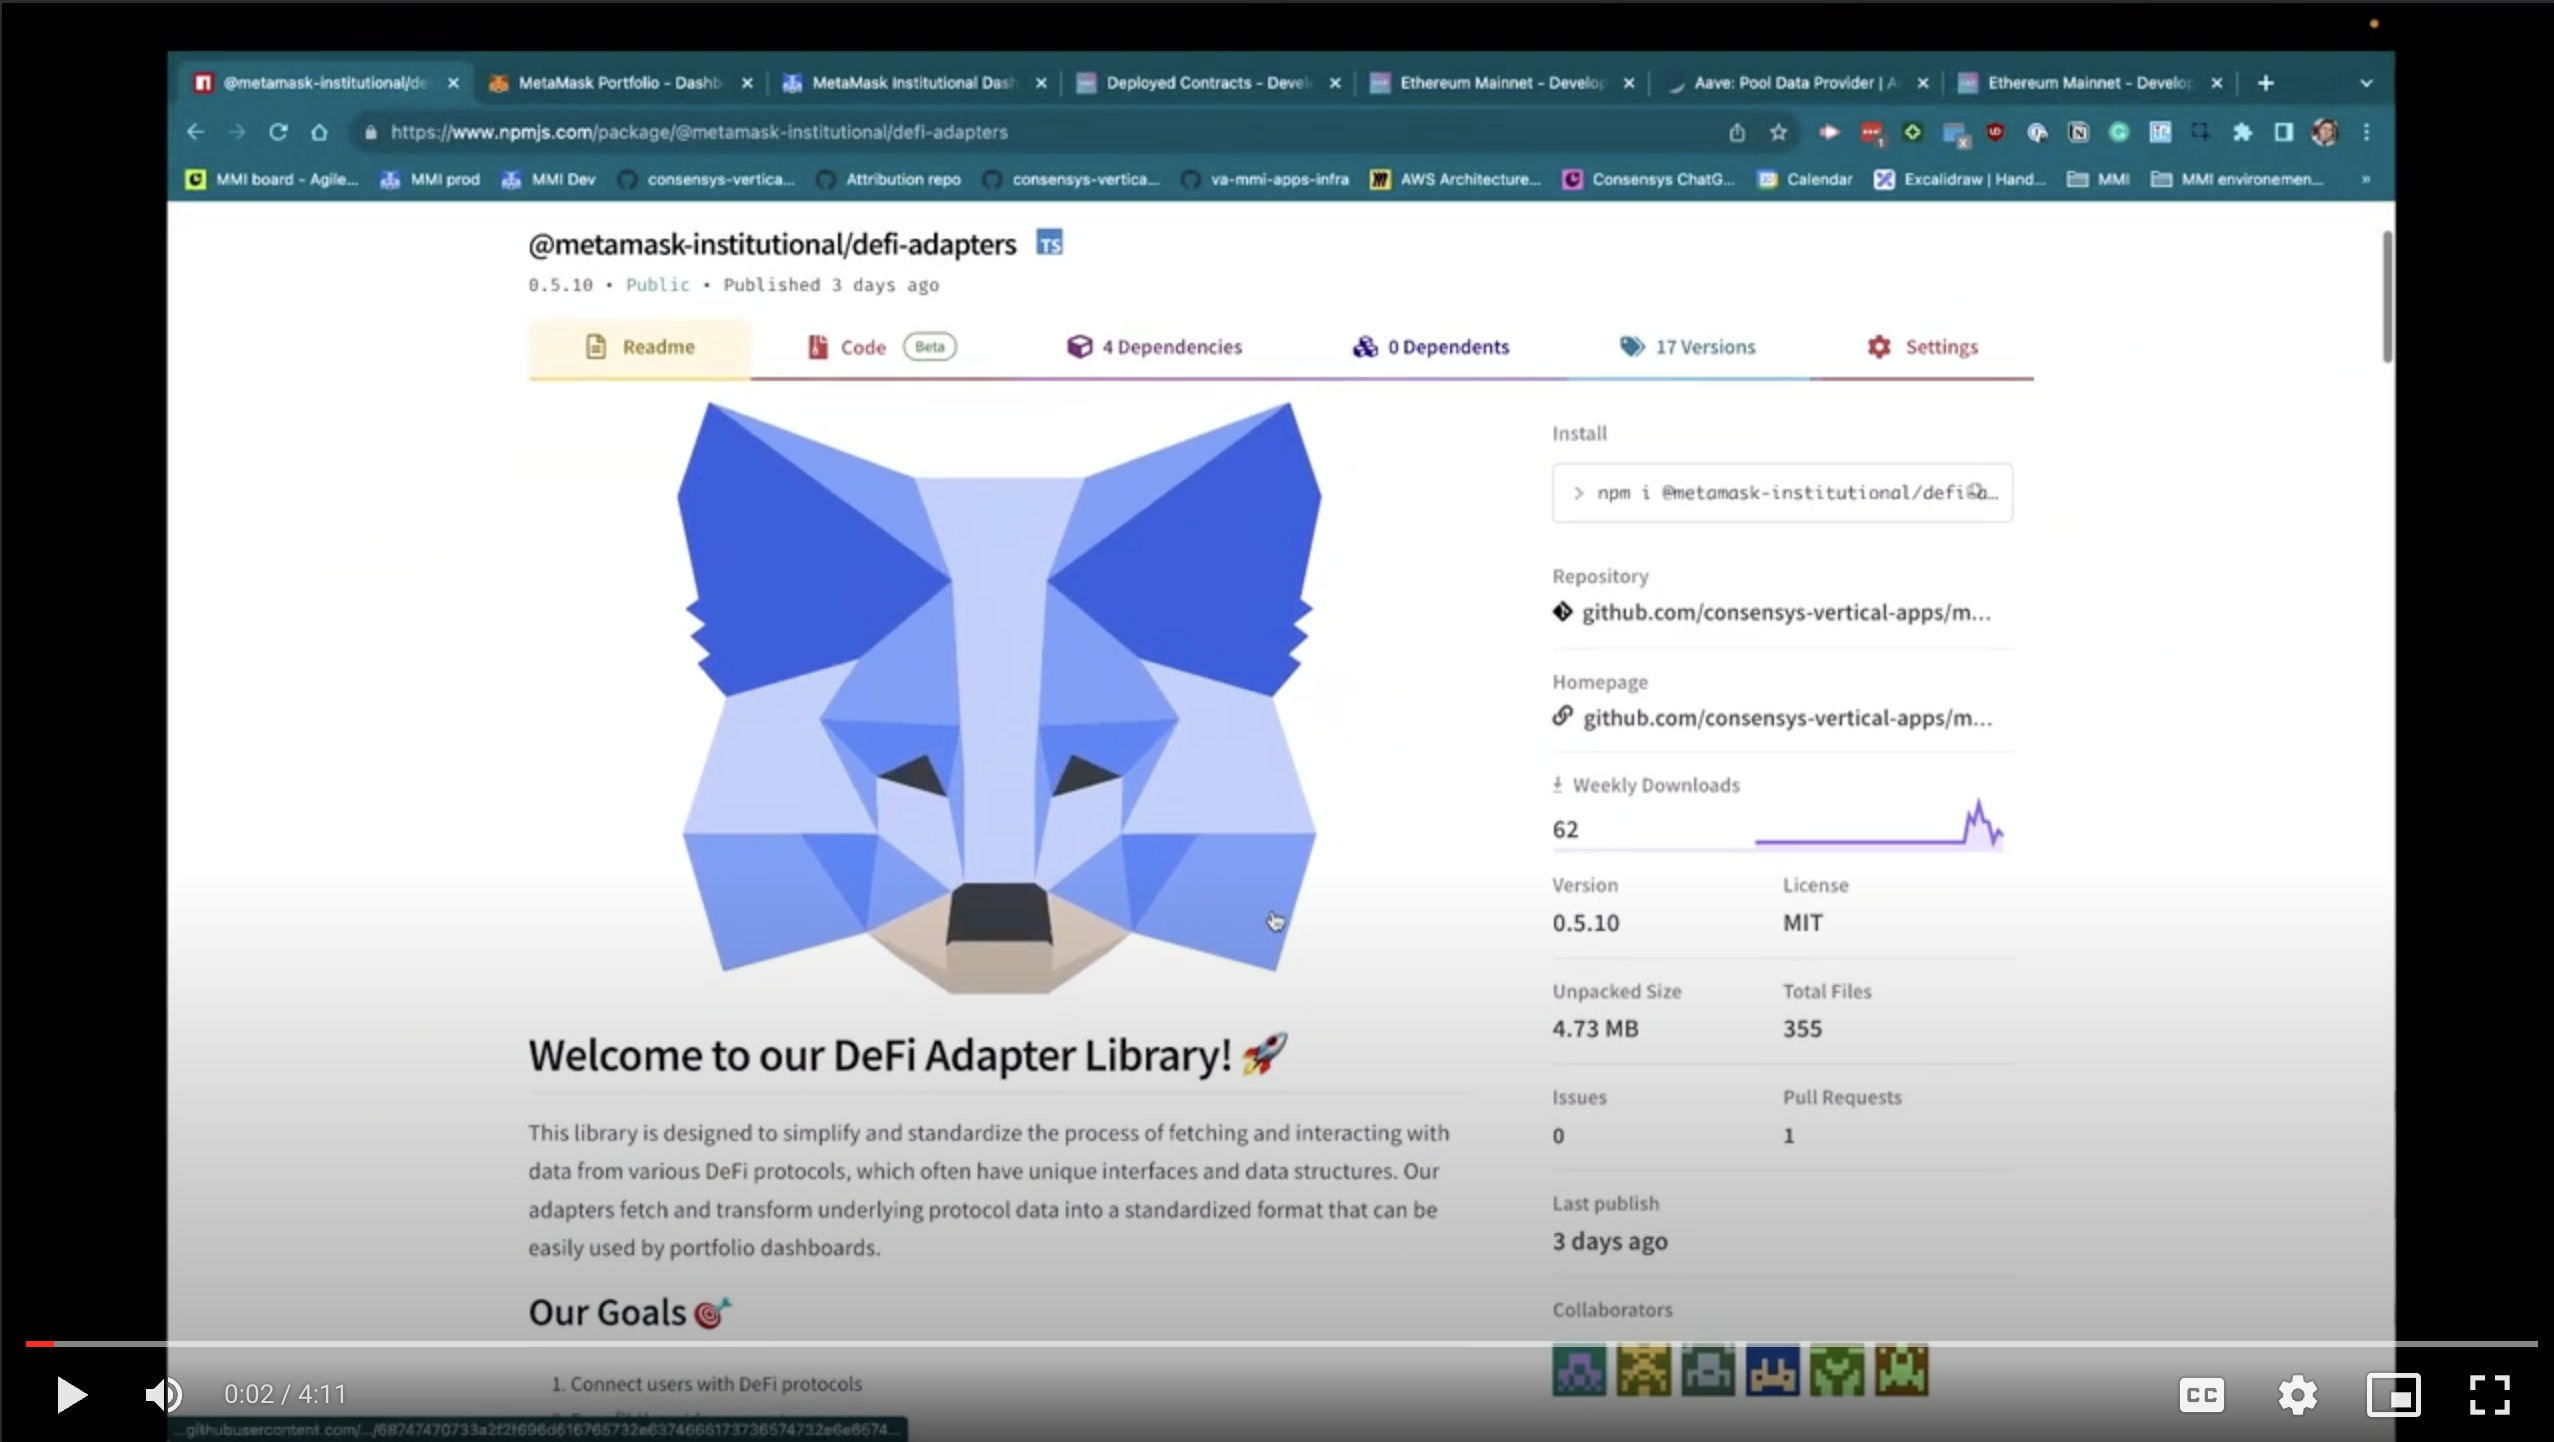 @metamask-institutional/de
MetaMask Portfolio - Dashb
MetaMask Institutional Dash
Deployed Contracts - Devel
Ethereum Mainnet - Develop
Aave: Pool Data Provider | A
Ethereum Mainnet - Develop
https://www.npmjs.com/package/@metamask-institutional/defi-adapters
MMI board - Agile...
MMI prod
MMI Dev
consensys-vertica...
Attribution repo
consensys-vertica...
va-mmi-apps-infra
AWS Architecture...
Consensys ChatG...
Calendar
Excalidraw | Hand...
MMI
MMI environemen...
@metamask-institutional/defi-adapters TS
0.5.10 • Public • Published 3 days ago
Readme
Code Beta
4 Dependencies
0 Dependents
17 Versions
Settings
Install
> npm i @metamask-institutional/defi-a...
Repository
github.com/consensys-vertical-apps/m...
Homepage
github.com/consensys-vertical-apps/m...
Weekly Downloads
62
Version License
0.5.10 MIT
Unpacked Size Total Files
4.73 MB 355
Issues Pull Requests
0 1
Last publish
3 days ago
Collaborators
Welcome to our DeFi Adapter Library! 🚀
This library is designed to simplify and standardize the process of fetching and interacting with
data from various DeFi protocols, which often have unique interfaces and data structures. Our
adapters fetch and transform underlying protocol data into a standardized format that can be
easily used by portfolio dashboards.
Our Goals 🎯
1. Connect users with DeFi protocols
0:02 / 4:11
CC